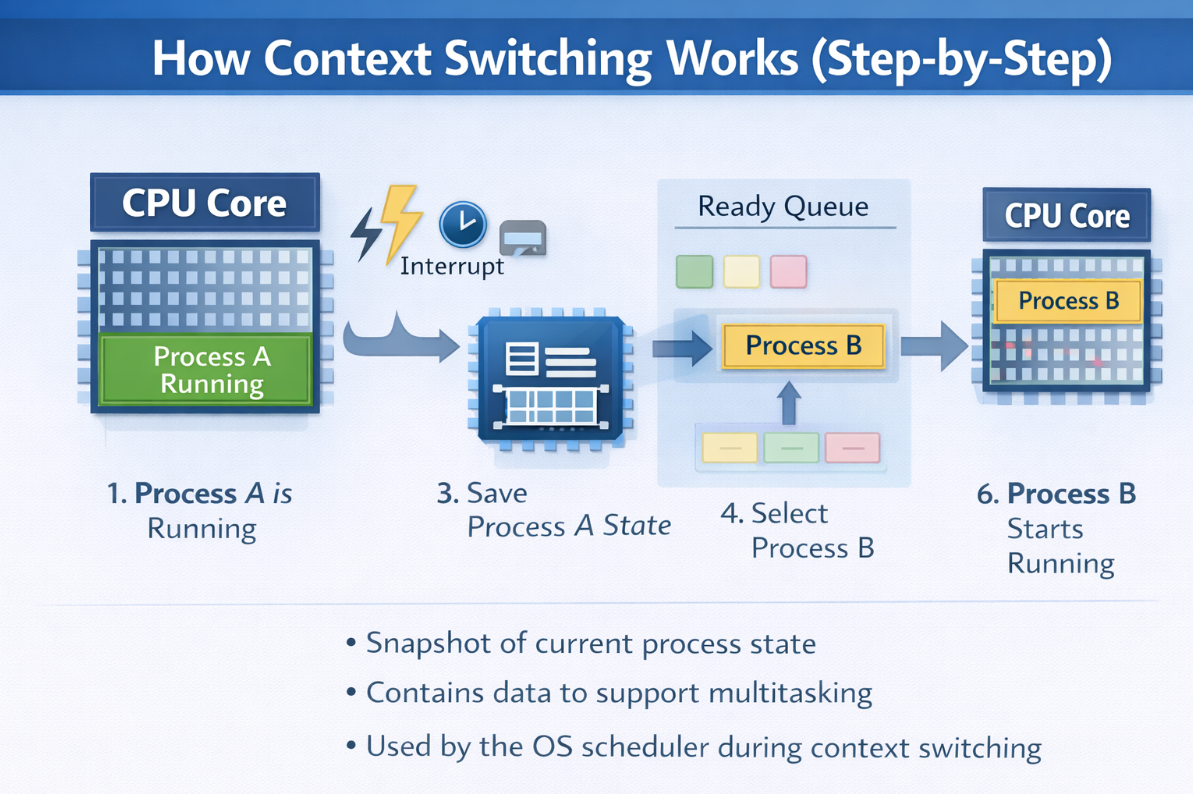 How Context Switching Works (Step-by-Step)
CPU Core
Process A
Running
Interrupt
Ready Queue
Process B
CPU Core
Process B
1. Process A is
Running
3. Save
Process A State
4. Select
Process B
6. Process B
Starts
Running
• Snapshot of current process state
• Contains data to support multitasking
• Used by the OS scheduler during context switching